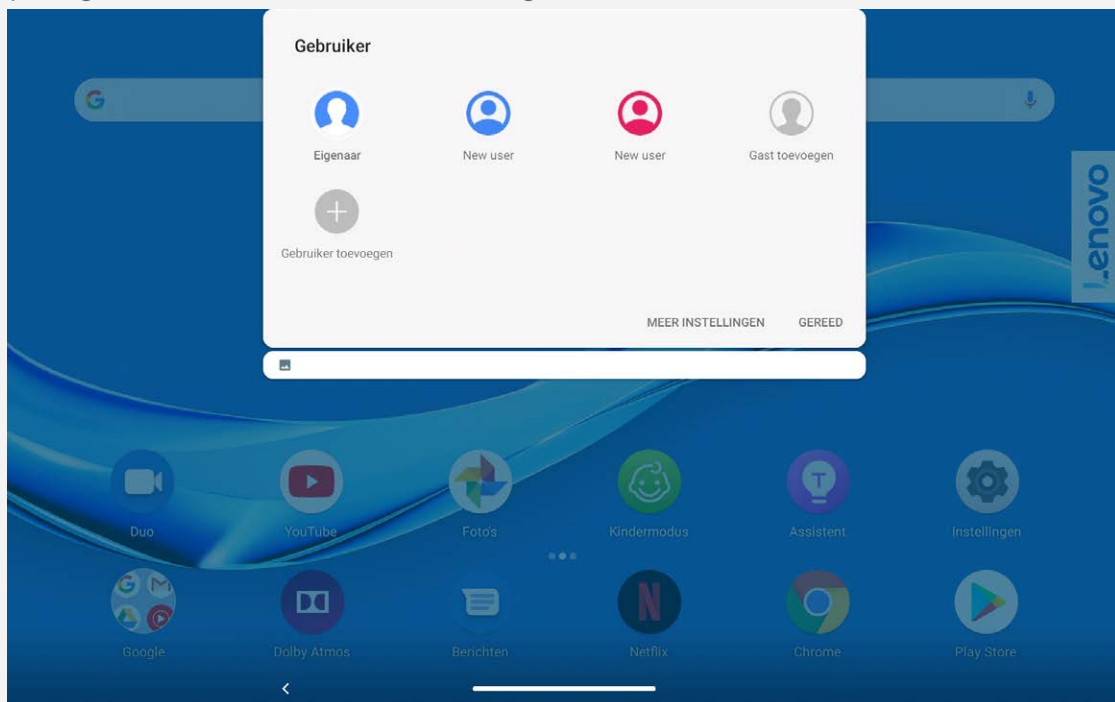 Gebruiker
Eigenaar
New user
New user
Gast toevoegen
Gebruiker toevoegen
MEER INSTELLINGEN
GEREED
Lenovo
Duo
YouTube
Foto's
Kindermodus
Assistent
Instellingen
Google
Dolby Atmos
Berichten
Netflix
Chrome
Play Store